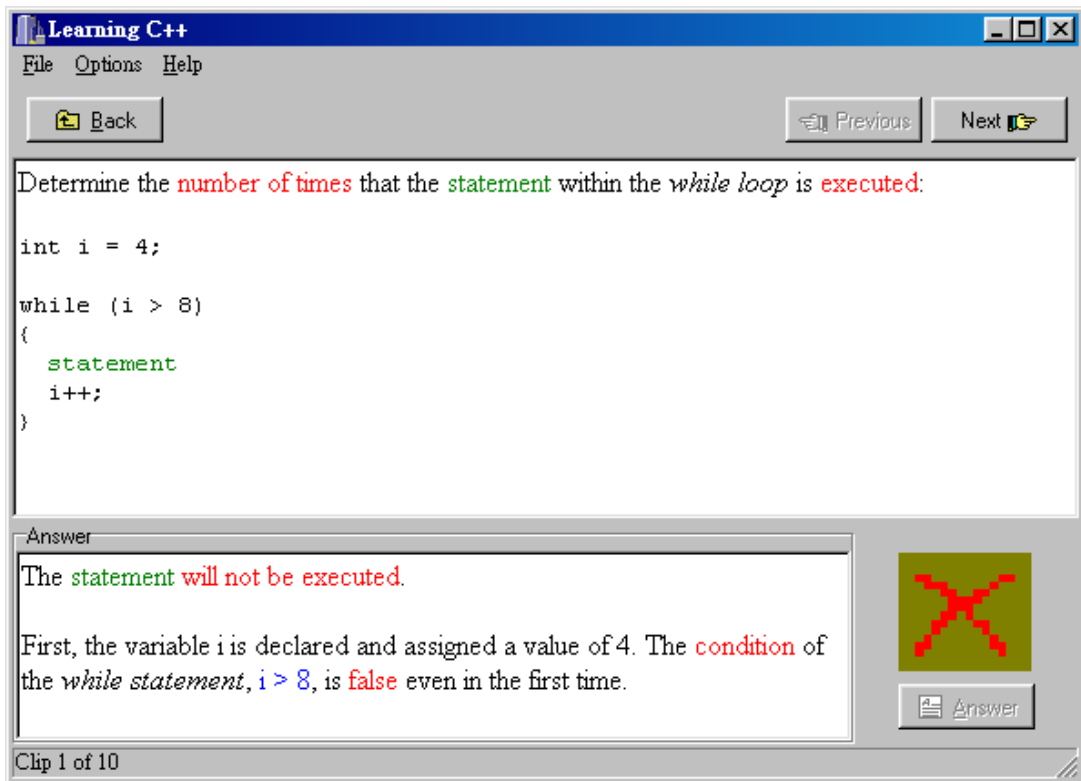 Learning C++
File Options Help
Back Previous Next
Determine the number of times that the statement within the while loop is executed:
int i = 4;
while (i > 8)
{
statement
i++;
}
Answer
The statement will not be executed.
First, the variable i is declared and assigned a value of 4. The condition of
the while statement, i > 8, is false even in the first time.
Answer
Clip 1 of 10